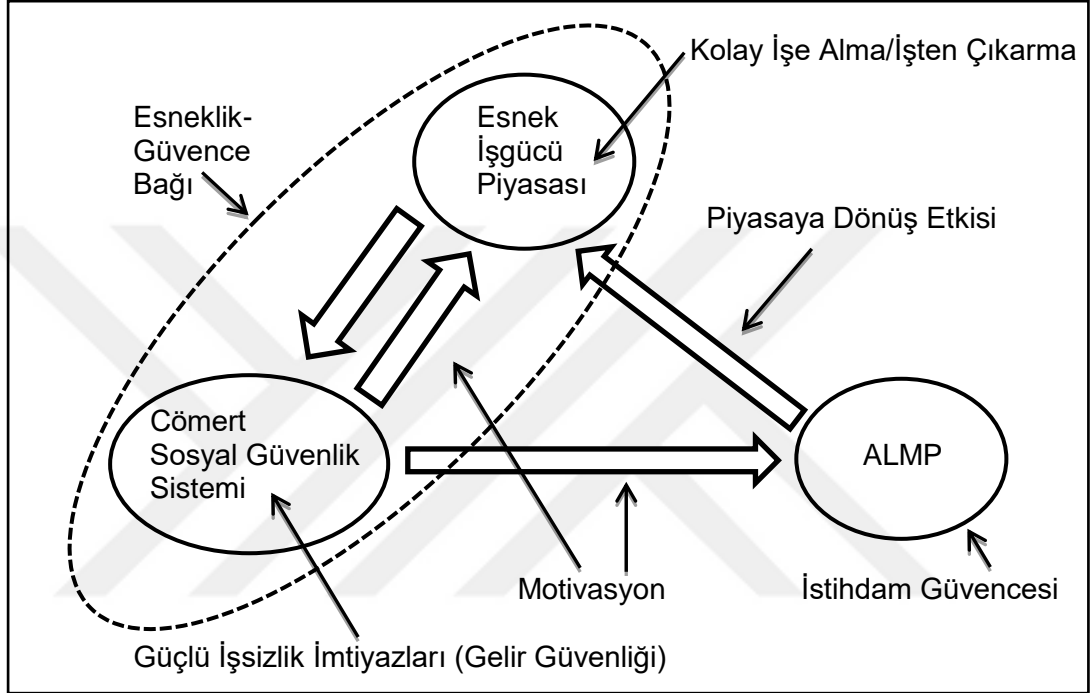 Kolay İşe Alma/İşten Çıkarma
Esneklik-
Güvence
Bağı
Esnek
İşgücü
Piyasası
Piyasaya Dönüş Etkisi
Cömert
Sosyal Güvenlik
Sistemi
ALMP
Motivasyon
İstihdam Güvencesi
Güçlü İşsizlik İmtiyazları (Gelir Güvenliği)